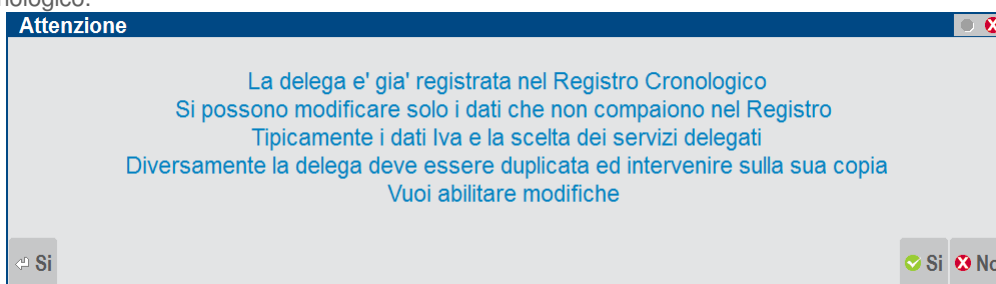 nologico.
Attenzione
La delega e' gia' registrata nel Registro Cronologico
Si possono modificare solo i dati che non compaiono nel Registro
Tipicamente i dati Iva e la scelta dei servizi delegati
Diversamente la delega deve essere duplicata ed intervenire sulla sua copia
Vuoi abilitare modifiche
Si Si No